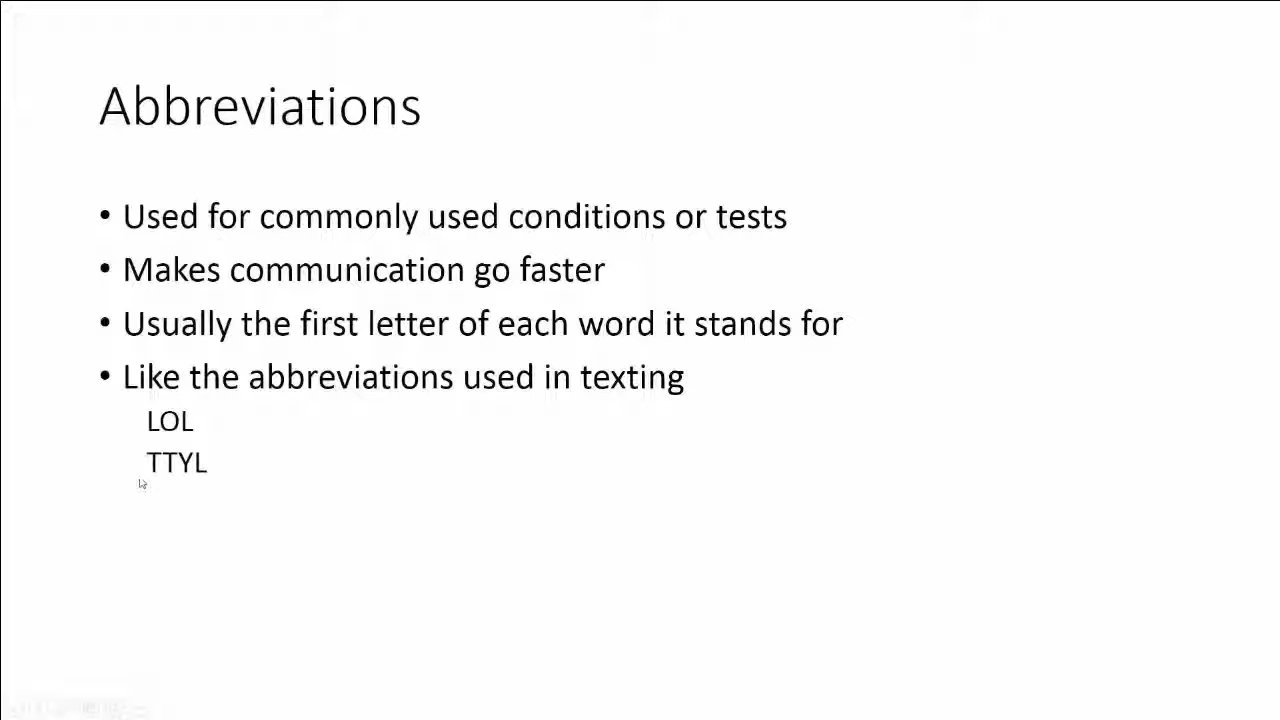 Abbreviations
• Used for commonly used conditions or tests
• Makes communication go faster
• Usually the first letter of each word it stands for
• Like the abbreviations used in texting
LOL
TTYL